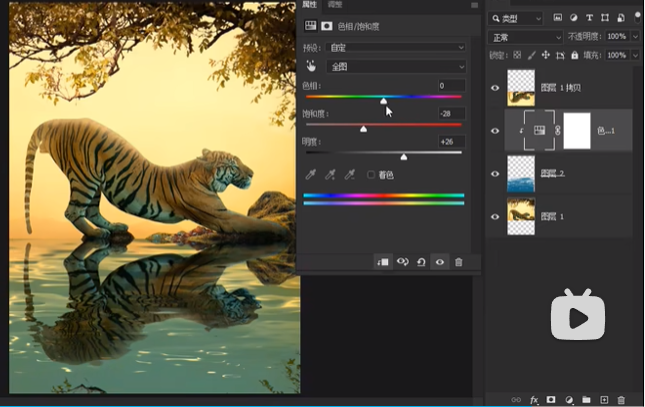 属性 调整
色相/饱和度
预设: 自定
全图
色相: 0
饱和度: -28
明度: +26
着色
类型
正常 不透明度: 100%
锁定: 填充: 100%
图层 1 拷贝
色...1
图层 2
图层 1
fx